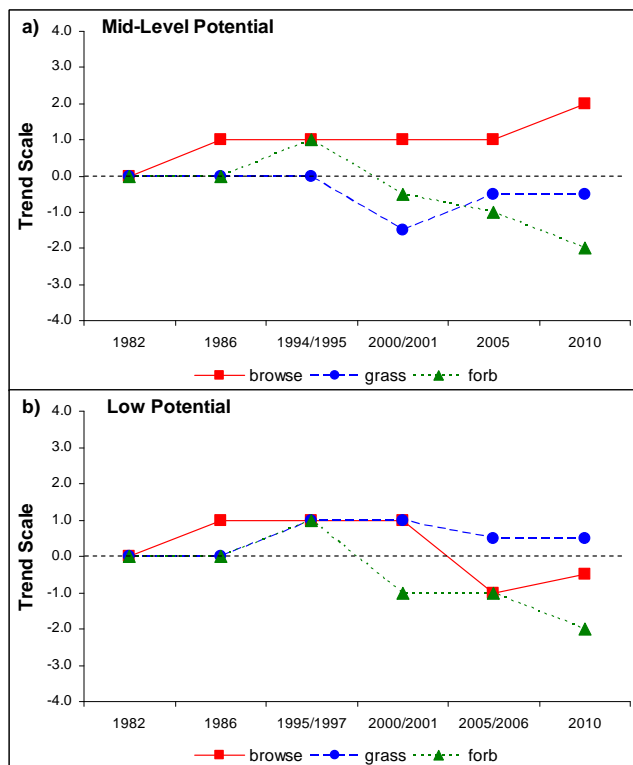 a) Mid-Level Potential
4.0
3.0
2.0
1.0
0.0
-1.0
-2.0
-3.0
-4.0
Trend Scale
1982 1986 1994/1995 2000/2001 2005 2010
browse grass forb
b) Low Potential
4.0
3.0
2.0
1.0
0.0
-1.0
-2.0
-3.0
-4.0
Trend Scale
1982 1986 1995/1997 2000/2001 2005/2006 2010
browse grass forb